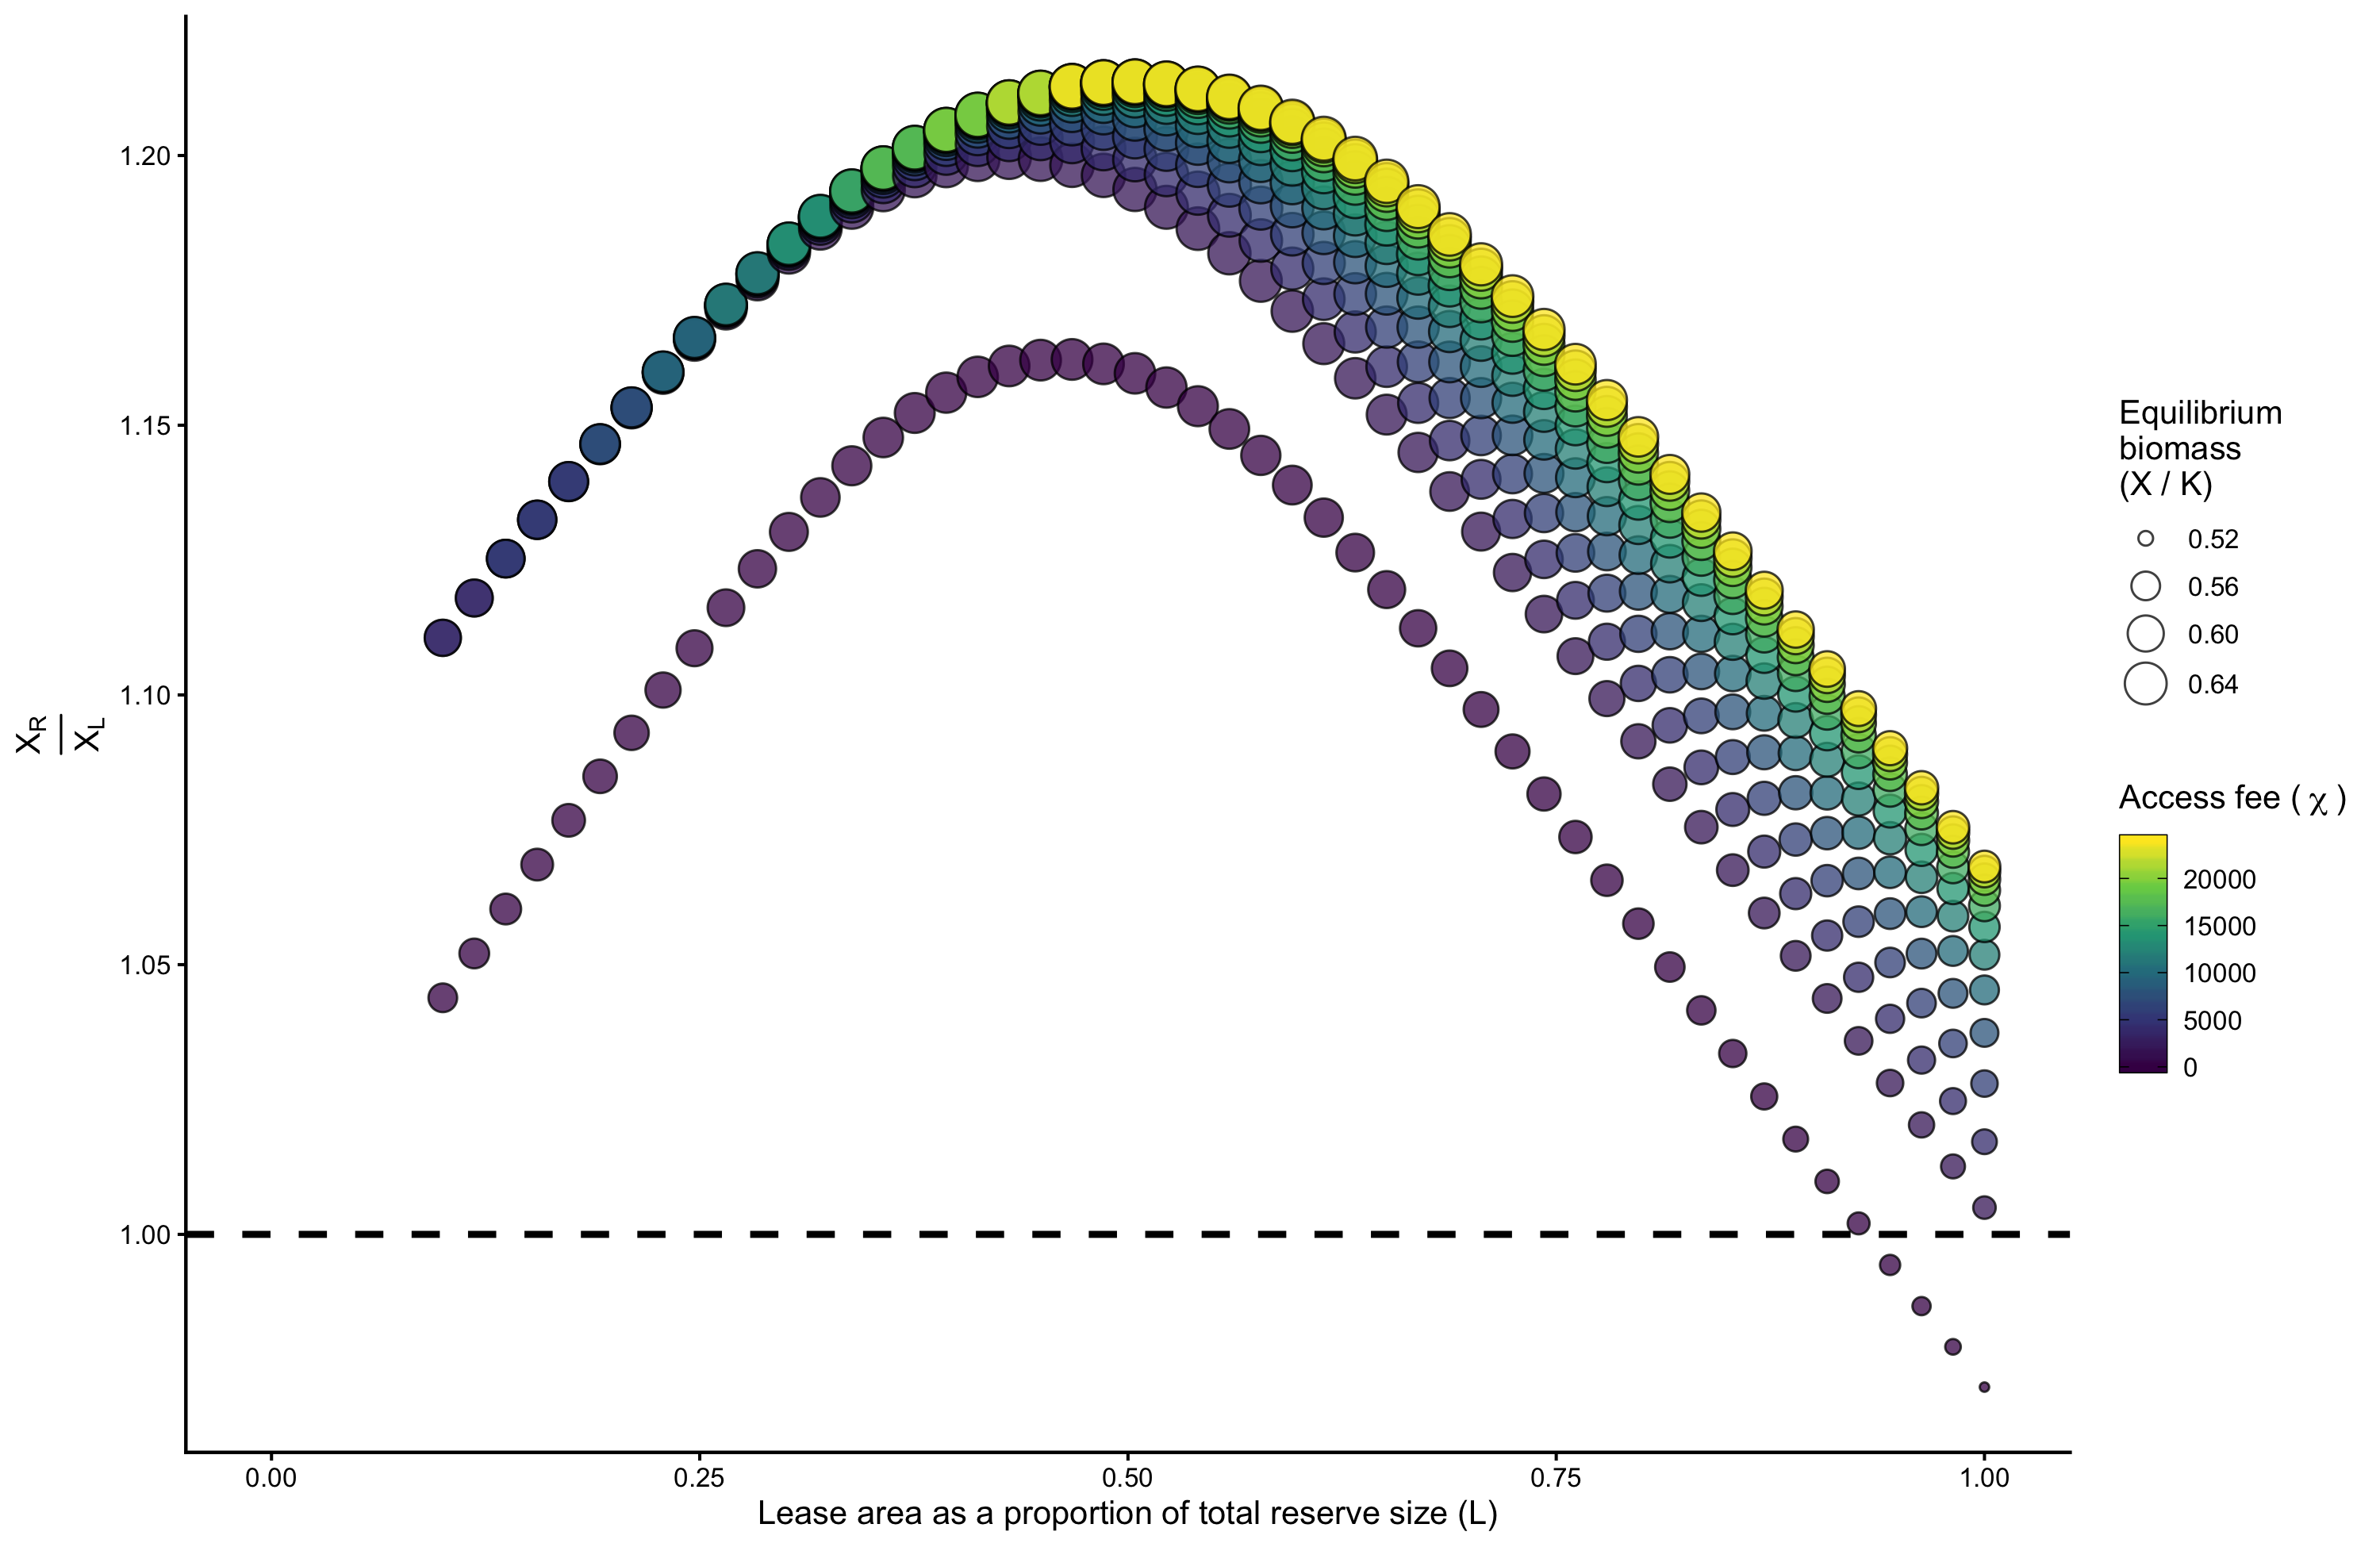 X_R
X_L
1.20
1.15
1.10
1.05
1.00
0.00 0.25 0.50 0.75 1.00
Lease area as a proportion of total reserve size (L)
Equilibrium
biomass
(X / K)
0.52
0.56
0.60
0.64
Access fee ( χ )
20000
15000
10000
5000
0